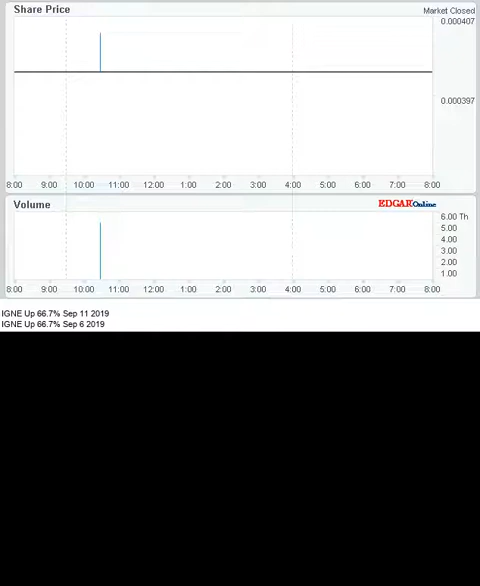 Share Price
Market Closed
0.000407
0.000397
8:00 9:00 10:00 11:00 12:00 1:00 2:00 3:00 4:00 5:00 6:00 7:00 8:00
Volume
EDGAROnline
6.00 Th
5.00
4.00
3.00
2.00
1.00
8:00 9:00 10:00 11:00 12:00 1:00 2:00 3:00 4:00 5:00 6:00 7:00 8:00
IGNE Up 66.7% Sep 11 2019
IGNE Up 66.7% Sep 6 2019